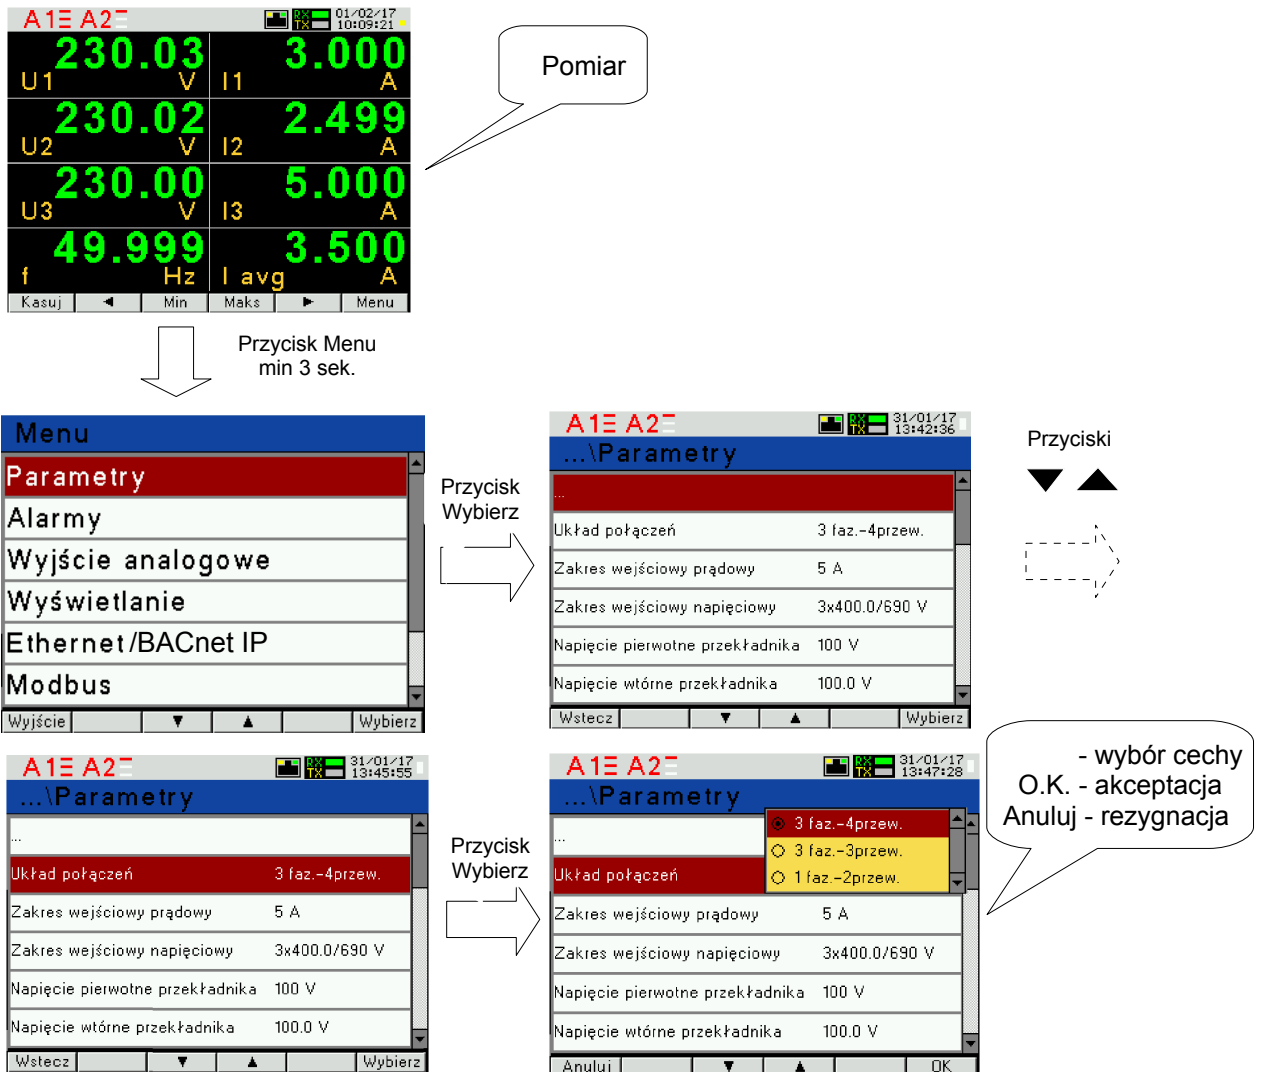 A1 A2 RX TX 01/02/17
10:09:21
230.03 3.000
U1 V I1 A
230.02 2.499
U2 V I2 A
230.00 5.000
U3 V I3 A
49.999 3.500
f Hz I avg A
Kasuj ◄ Min Maks ► Menu
Pomiar
Przycisk Menu
min 3 sek.
Menu
Parametry
Alarmy
Wyjście analogowe
Wyświetlanie
Ethernet/BACnet IP
Modbus
Wyjście ▼ ▲ Wybierz
Przycisk
Wybierz
A1 A2 RX TX 31/01/17
13:42:36
...\Parametry
...
Układ połączeń 3 faz.-4przew.
Zakres wejściowy prądowy 5 A
Zakres wejściowy napięciowy 3x400.0/690 V
Napięcie pierwotne przekładnika 100 V
Napięcie wtórne przekładnika 100.0 V
Wstecz ▼ ▲ Wybierz
Przyciski
▼ ▲
A1 A2 RX TX 31/01/17
13:45:55
...\Parametry
...
Układ połączeń 3 faz.-4przew.
Zakres wejściowy prądowy 5 A
Zakres wejściowy napięciowy 3x400.0/690 V
Napięcie pierwotne przekładnika 100 V
Napięcie wtórne przekładnika 100.0 V
Wstecz ▼ ▲ Wybierz
Przycisk
Wybierz
A1 A2 RX TX 31/01/17
13:47:28
...\Parametry
...
3 faz.-4przew.
3 faz.-3przew.
1 faz.-2przew.
Układ połączeń
Zakres wejściowy prądowy 5 A
Zakres wejściowy napięciowy 3x400.0/690 V
Napięcie pierwotne przekładnika 100 V
Napięcie wtórne przekładnika 100.0 V
Anuluj ▼ ▲ OK
- wybór cechy
O.K. - akceptacja
Anuluj - rezygnacja